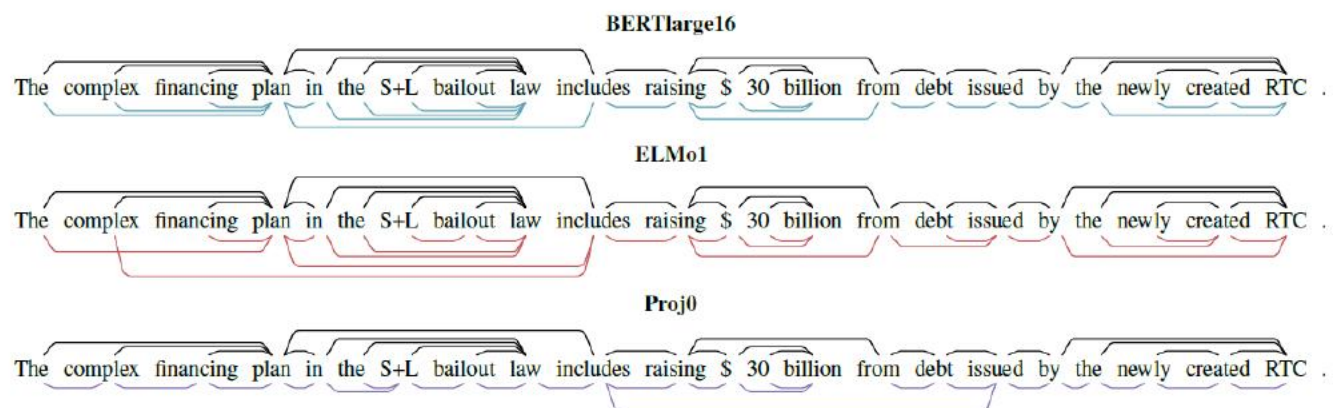 BERTlarge16
The complex financing plan in the S+L bailout law includes raising $ 30 billion from debt issued by the newly created RTC .
ELMo1
The complex financing plan in the S+L bailout law includes raising $ 30 billion from debt issued by the newly created RTC .
Proj0
The complex financing plan in the S+L bailout law includes raising $ 30 billion from debt issued by the newly created RTC .